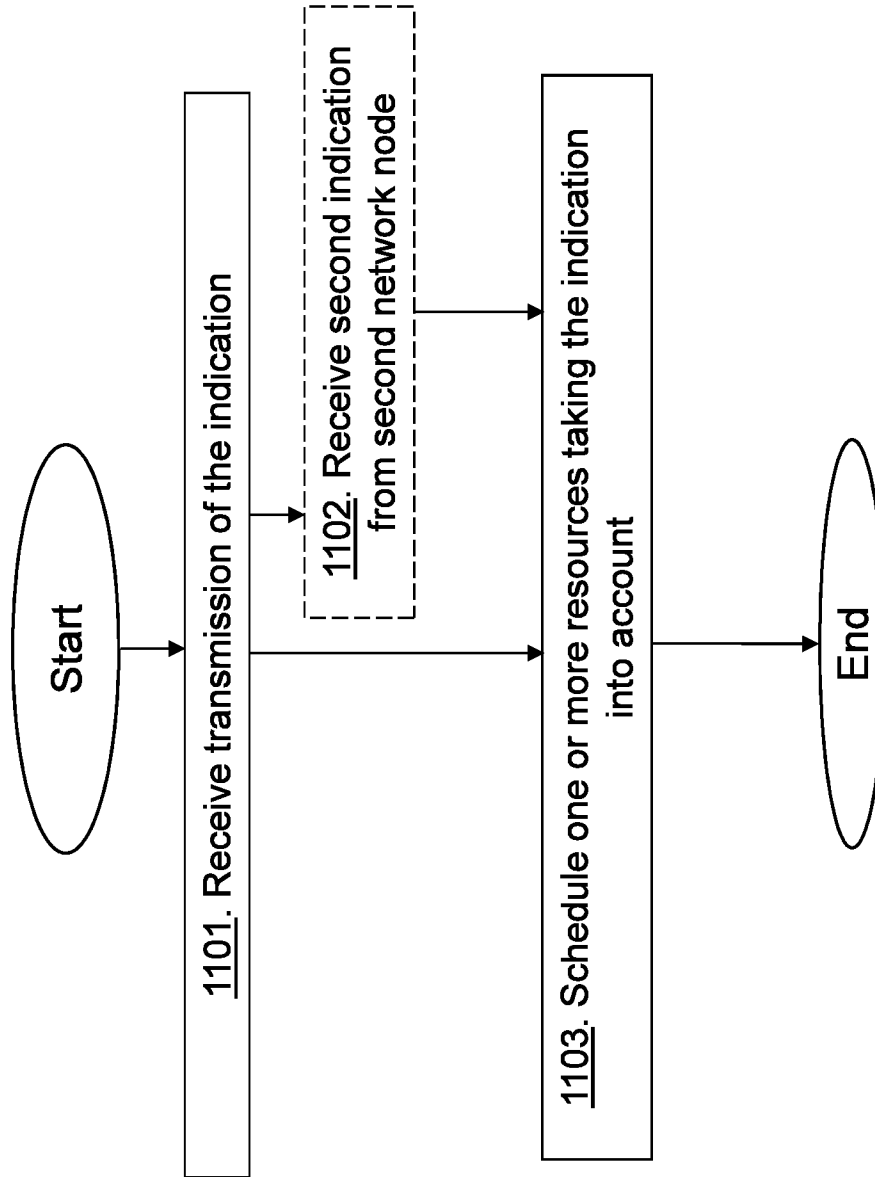 Start
1101. Receive transmission of the indication
1102. Receive second indication
from second network node
1103. Schedule one or more resources taking the indication
into account
End